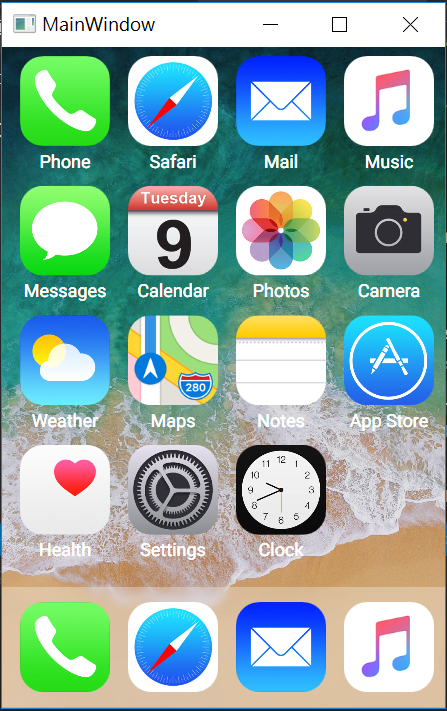 MainWindow
Phone Safari Mail Music
Tuesday
9
Messages Calendar Photos Camera
280
Weather Maps Notes App Store
12
11 1
10 2
9 3
8 4
7 5
6
Health Settings Clock